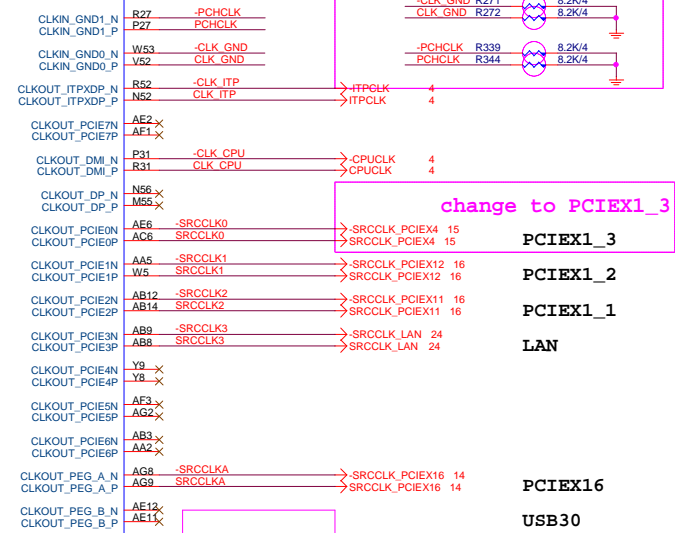 -CLK_GND R271 8.2K/4
CLK_GND R272 8.2K/4
CLKIN_GND1_N R27 -PCHCLK
CLKIN_GND1_P P27 PCHCLK
CLKIN_GND0_N W53 -CLK_GND -PCHCLK R339 8.2K/4
CLKIN_GND0_P V52 CLK_GND PCHCLK R344 8.2K/4
CLKOUT_ITPXDP_N R52 -CLK_ITP -ITPCLK 4
CLKOUT_ITPXDP_P N52 CLK_ITP ITPCLK 4
CLKOUT_PCIE7N AE2
CLKOUT_PCIE7P AF1
CLKOUT_DMI_N P31 -CLK_CPU -CPUCLK 4
CLKOUT_DMI_P R31 CLK_CPU CPUCLK 4
CLKOUT_DP_N N56
CLKOUT_DP_P M55
change to PCIEX1_3
CLKOUT_PCIE0N AE6 -SRCCLK0 -SRCCLK_PCIEX4 15
CLKOUT_PCIE0P AC6 SRCCLK0 SRCCLK_PCIEX4 15 PCIEX1_3
CLKOUT_PCIE1N AA5 -SRCCLK1 -SRCCLK_PCIEX12 16
CLKOUT_PCIE1P W5 SRCCLK1 SRCCLK_PCIEX12 16 PCIEX1_2
CLKOUT_PCIE2N AB12 -SRCCLK2 -SRCCLK_PCIEX11 16
CLKOUT_PCIE2P AB14 SRCCLK2 SRCCLK_PCIEX11 16 PCIEX1_1
CLKOUT_PCIE3N AB9 -SRCCLK3 -SRCCLK_LAN 24
CLKOUT_PCIE3P AB8 SRCCLK3 SRCCLK_LAN 24 LAN
CLKOUT_PCIE4N Y9
CLKOUT_PCIE4P Y8
CLKOUT_PCIE5N AF3
CLKOUT_PCIE5P AG2
CLKOUT_PCIE6N AB3
CLKOUT_PCIE6P AA2
CLKOUT_PEG_A_N AG8 -SRCCLKA -SRCCLK_PCIEX16 14
CLKOUT_PEG_A_P AG9 SRCCLKA SRCCLK_PCIEX16 14 PCIEX16
CLKOUT_PEG_B_N AE12
CLKOUT_PEG_B_P AE11 USB30